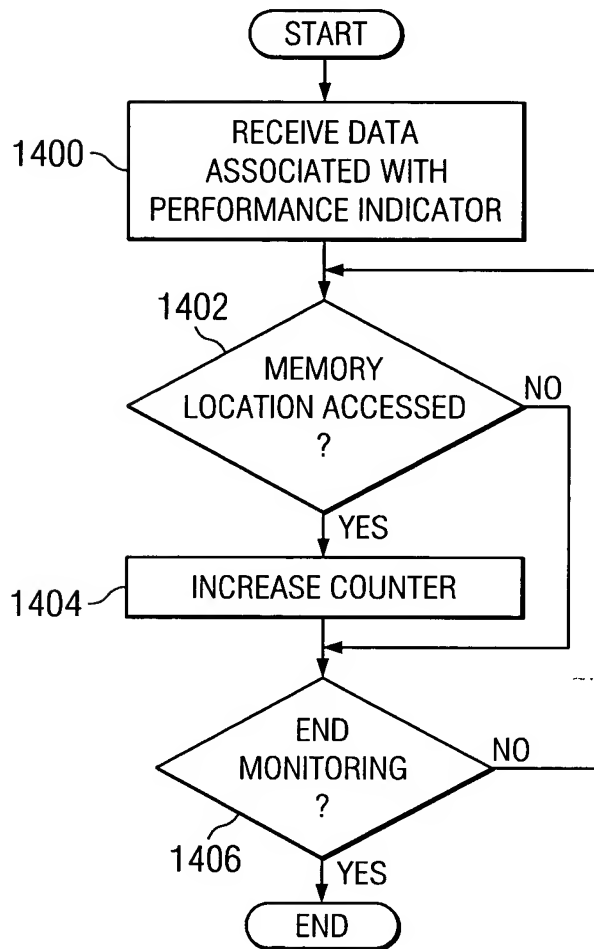 START
1400
RECEIVE DATA
ASSOCIATED WITH
PERFORMANCE INDICATOR
1402
MEMORY
LOCATION ACCESSED
?
NO
YES
1404
INCREASE COUNTER
END
MONITORING
?
NO
1406
YES
END